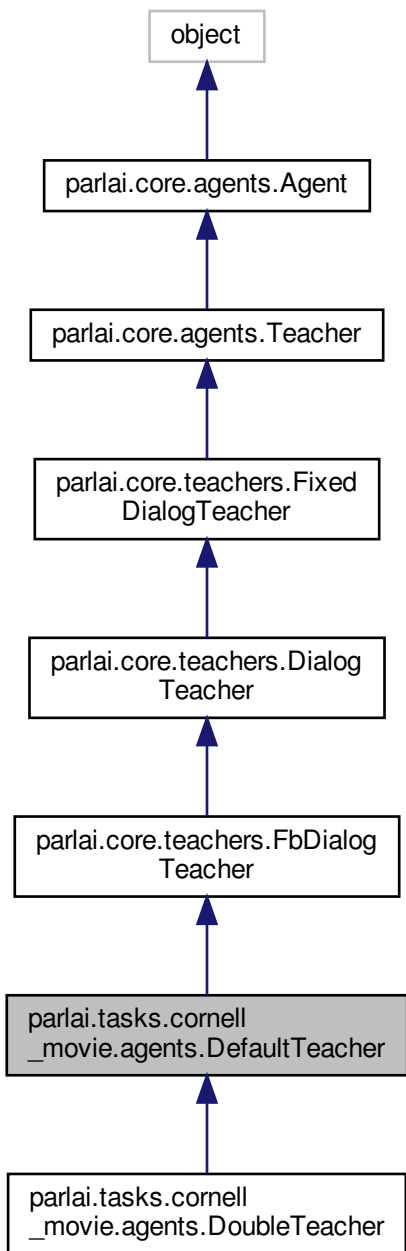 object
parlai.core.agents.Agent
parlai.core.agents.Teacher
parlai.core.teachers.Fixed
DialogTeacher
parlai.core.teachers.Dialog
Teacher
parlai.core.teachers.FbDialog
Teacher
parlai.tasks.cornell
_movie.agents.DefaultTeacher
parlai.tasks.cornell
_movie.agents.DoubleTeacher